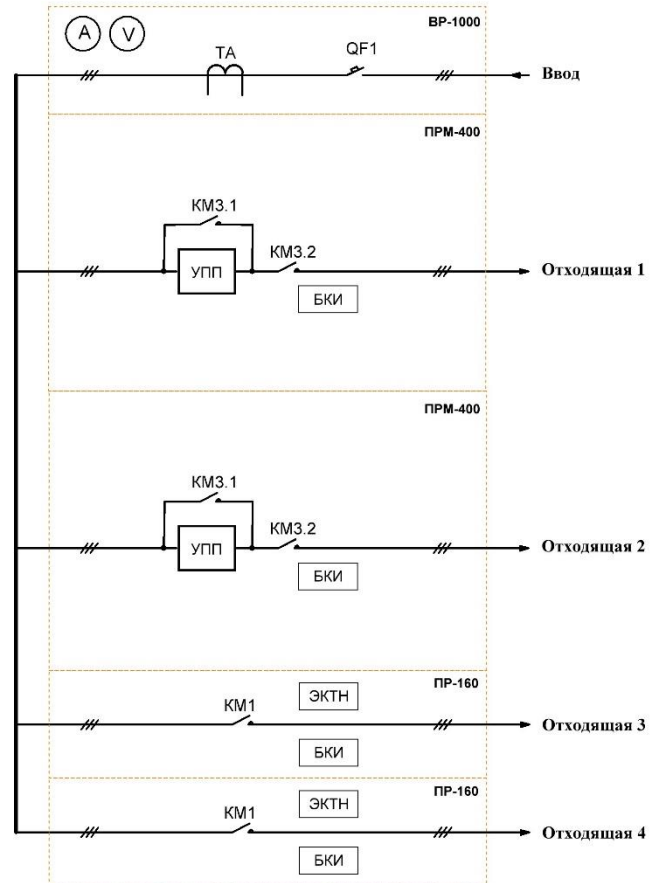 ВР-1000
A V
TA
QF1
Ввод
ПРМ-400
КМ3.1
УПП
КМ3.2
БКИ
Отходящая 1
ПРМ-400
КМ3.1
УПП
КМ3.2
БКИ
Отходящая 2
ПР-160
ЭКТН
КМ1
БКИ
Отходящая 3
ПР-160
ЭКТН
КМ1
БКИ
Отходящая 4